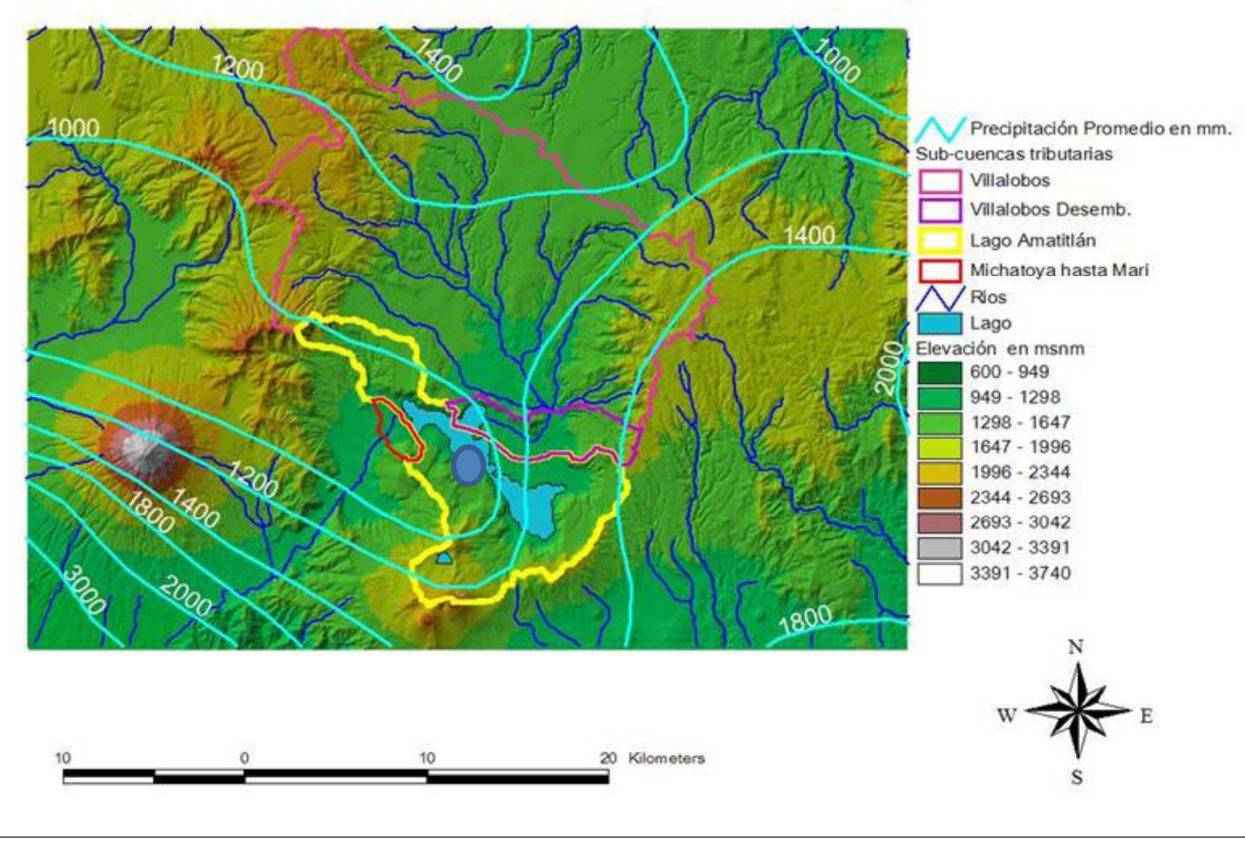 1200
1400
1000
1000
1400
2000
1200
1400
1800
2000
3000
1800
Precipitación Promedio en mm.
Sub-cuencas tributarias
Villalobos
Villalobos Desemb.
Lago Amatitlán
Michatoya hasta Mari
Rios
Lago
Elevación en msnm
600 - 949
949 - 1298
1298 - 1647
1647 - 1996
1996 - 2344
2344 - 2693
2693 - 3042
3042 - 3391
3391 - 3740
N
W E
S
10 0 10 20 Kilometers